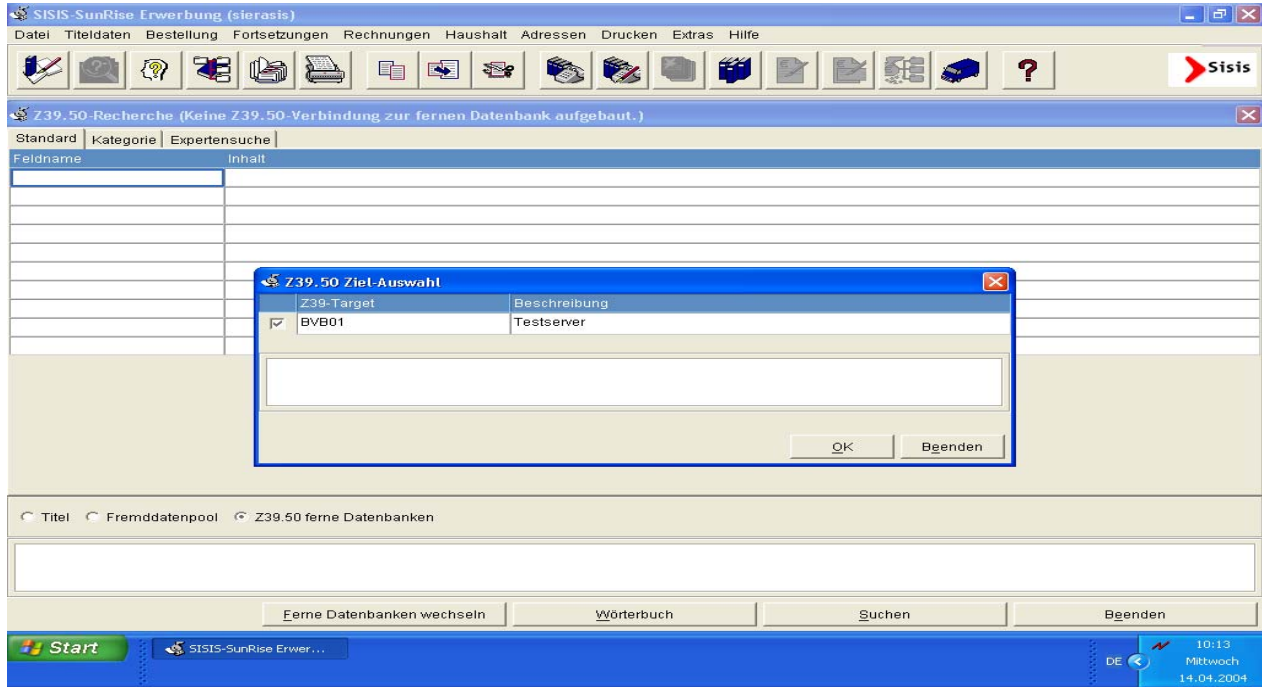 SISIS-SunRise Erwerbung (sierasis)
Datei Titeldaten Bestellung Fortsetzungen Rechnungen Haushalt Adressen Drucken Extras Hilfe
Sisis
Z39.50-Recherche (Keine Z39.50-Verbindung zur fernen Datenbank aufgebaut.)
Standard Kategorie Expertensuche
Feldname Inhalt
Z39.50 Ziel-Auswahl
Z39-Target Beschreibung
BVB01 Testserver
OK Beenden
Titel Fremddatenpool Z39.50 ferne Datenbanken
Ferne Datenbanken wechseln Wörterbuch Suchen Beenden
Start SISIS-SunRise Erwer... 10:13
DE Mittwoch
14.04.2004